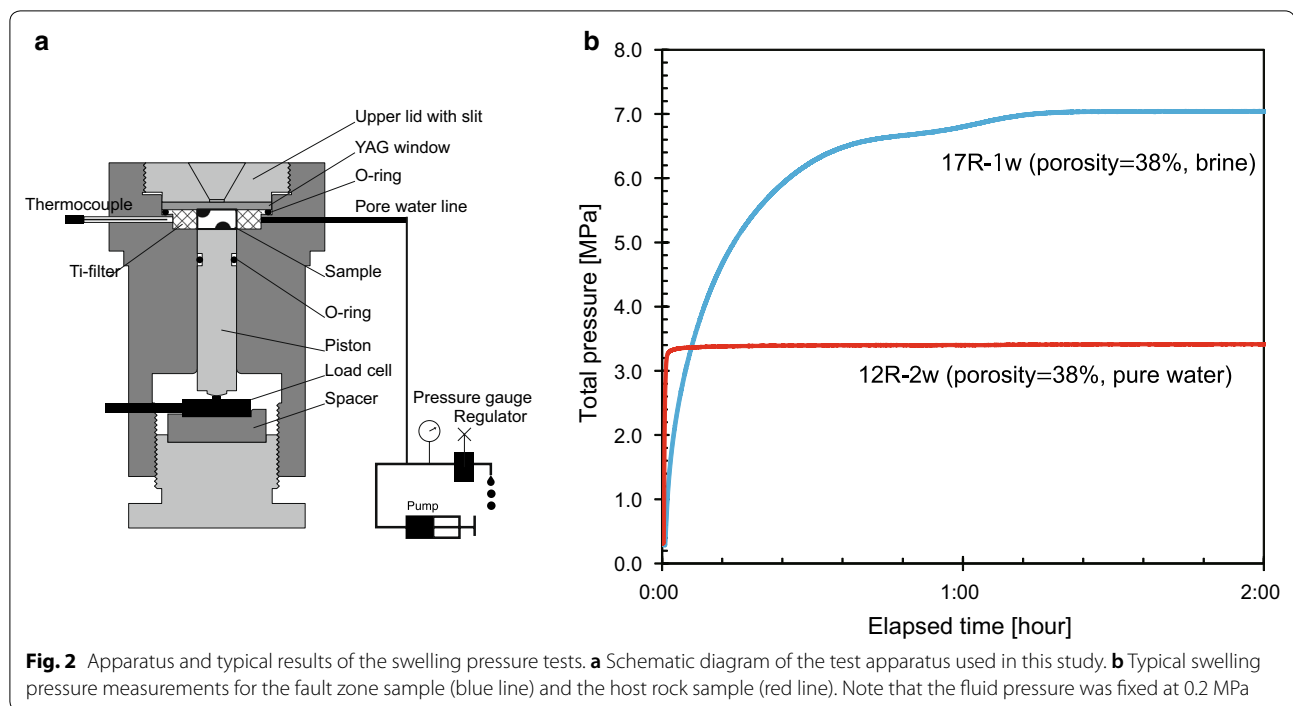 a
Upper lid with slit
YAG window
O-ring
Thermocouple
Pore water line
Ti-filter
Sample
O-ring
Piston
Load cell
Spacer
Pressure gauge
Regulator
Pump
b
8.0
7.0
6.0
5.0
4.0
3.0
2.0
1.0
0.0
Total pressure [MPa]
17R-1w (porosity=38%, brine)
12R-2w (porosity=38%, pure water)
0:00
1:00
2:00
Elapsed time [hour]
Fig. 2 Apparatus and typical results of the swelling pressure tests. a Schematic diagram of the test apparatus used in this study. b Typical swelling
pressure measurements for the fault zone sample (blue line) and the host rock sample (red line). Note that the fluid pressure was fixed at 0.2 MPa